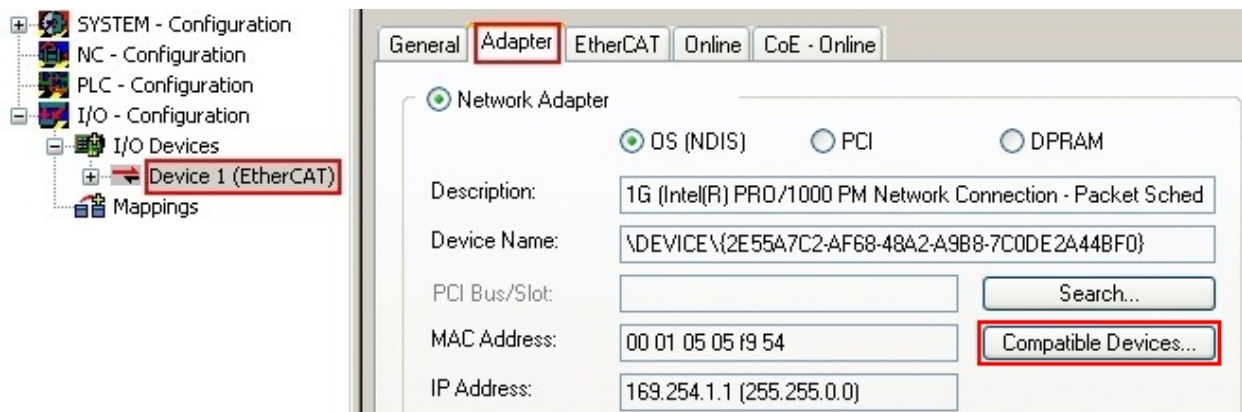 SYSTEM - Configuration
NC - Configuration
PLC - Configuration
I/O - Configuration
I/O Devices
Device 1 (EtherCAT)
Mappings
General Adapter EtherCAT Online CoE - Online
Network Adapter
OS (NDIS) PCI DPRAM
Description: 1G (Intel(R) PRO/1000 PM Network Connection - Packet Sched
Device Name: \DEVICE\{2E55A7C2-AF68-48A2-A9B8-7C0DE2A44BF0}
PCI Bus/Slot: Search...
MAC Address: 00 01 05 05 f9 54 Compatible Devices...
IP Address: 169.254.1.1 (255.255.0.0)